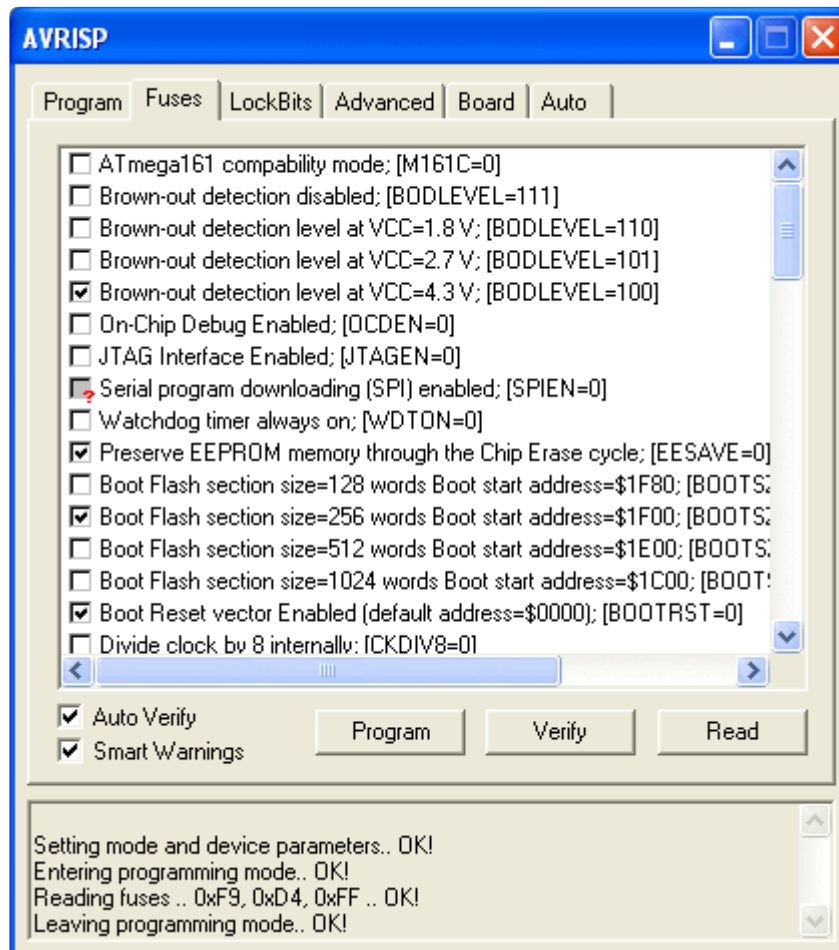 AVRISP
Program Fuses LockBits Advanced Board Auto
ATmega161 compability mode; [M161C=0]
Brown-out detection disabled; [BODLEVEL=111]
Brown-out detection level at VCC=1.8 V; [BODLEVEL=110]
Brown-out detection level at VCC=2.7 V; [BODLEVEL=101]
Brown-out detection level at VCC=4.3 V; [BODLEVEL=100]
On-Chip Debug Enabled; [OCDEN=0]
JTAG Interface Enabled; [JTAGEN=0]
? Serial program downloading (SPI) enabled; [SPIEN=0]
Watchdog timer always on; [WDTON=0]
Preserve EEPROM memory through the Chip Erase cycle; [EESAVE=0]
Boot Flash section size=128 words Boot start address=$1F80; [BOOTS
Boot Flash section size=256 words Boot start address=$1F00; [BOOTS
Boot Flash section size=512 words Boot start address=$1E00; [BOOTS
Boot Flash section size=1024 words Boot start address=$1C00; [BOOT
Boot Reset vector Enabled (default address=$0000); [BOOTRST=0]
Divide clock by 8 internally; [CKDIV8=0]
Auto Verify
Smart Warnings
Program Verify Read
Setting mode and device parameters.. OK!
Entering programming mode.. OK!
Reading fuses .. 0xF9, 0xD4, 0xFF .. OK!
Leaving programming mode.. OK!